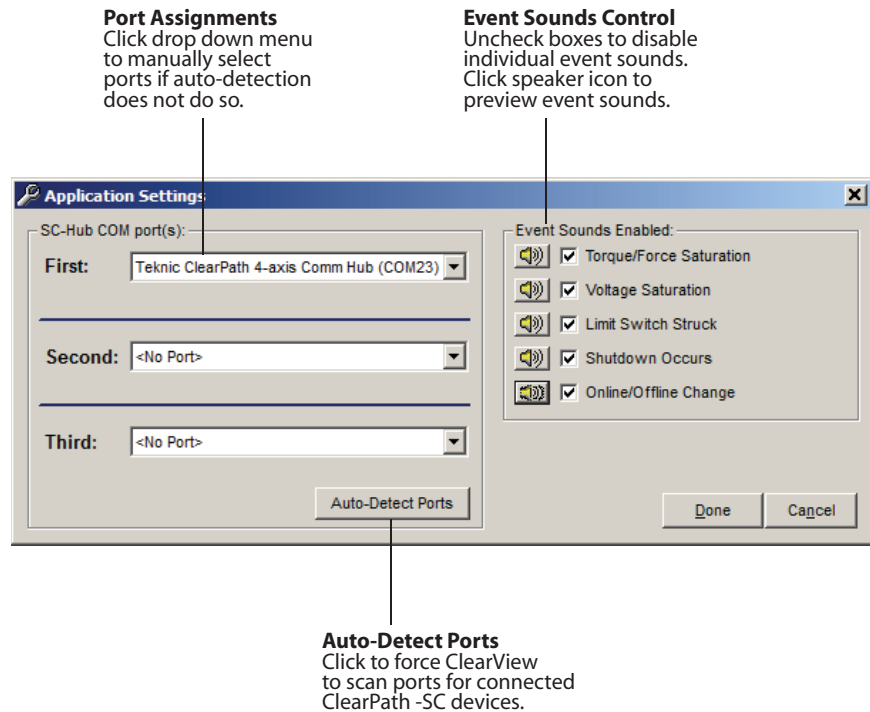 Port Assignments
Click drop down menu
to manually select
ports if auto-detection
does not do so.
Event Sounds Control
Uncheck boxes to disable
individual event sounds.
Click speaker icon to
preview event sounds.
Application Settings
SC-Hub COM port(s):
First: Teknic ClearPath 4-axis Comm Hub (COM23)
Second: <No Port>
Third: <No Port>
Auto-Detect Ports
Event Sounds Enabled:
Torque/Force Saturation
Voltage Saturation
Limit Switch Struck
Shutdown Occurs
Online/Offline Change
Done Cancel
Auto-Detect Ports
Click to force ClearView
to scan ports for connected
ClearPath -SC devices.